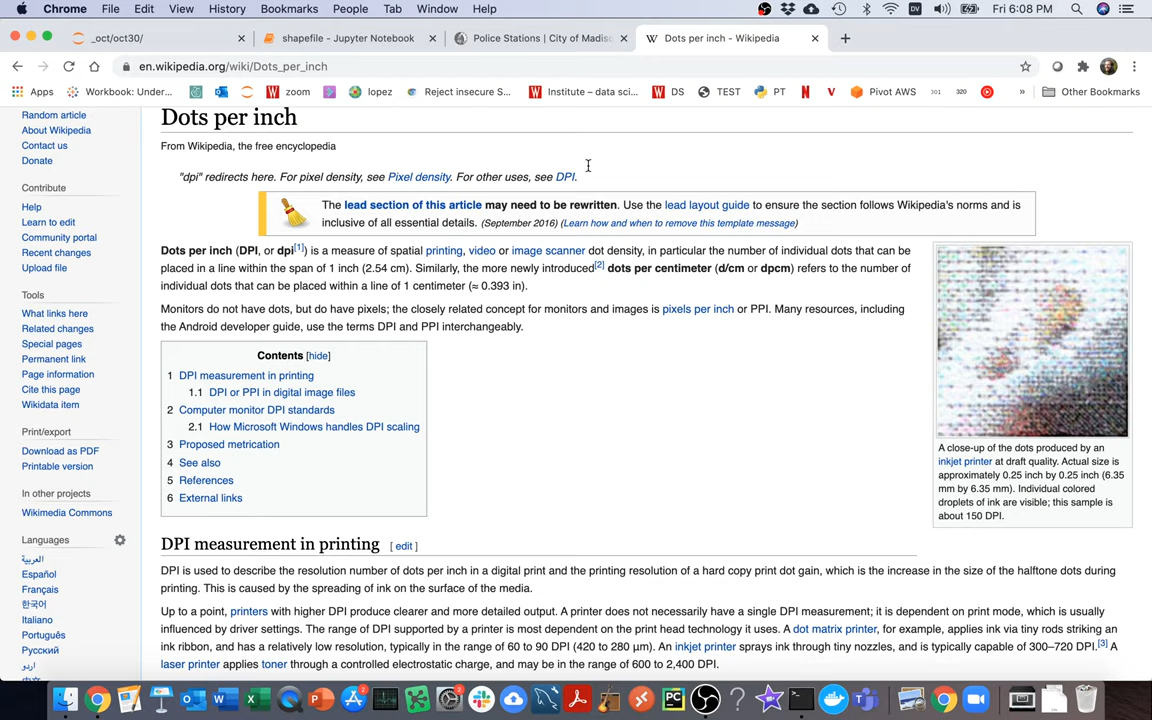 Chrome File Edit View History Bookmarks People Tab Window Help Fri 6:08 PM
_oct/oct30/ shapefile - Jupyter Notebook Police Stations | City of Madiso Dots per inch - Wikipedia
en.wikipedia.org/wiki/Dots_per_inch
Apps Workbook: Under... zoom lopez Reject insecure S... Institute – data sci... DS TEST PT Pivot AWS 301 320 » Other Bookmarks
Random article
About Wikipedia
Contact us
Donate
Contribute
Help
Learn to edit
Community portal
Recent changes
Upload file
Tools
What links here
Related changes
Special pages
Permanent link
Page information
Cite this page
Wikidata item
Print/export
Download as PDF
Printable version
In other projects
Wikimedia Commons
Languages
العربية
Español
Français
한국어
Italiano
Português
Русский
اردو
Dots per inch
From Wikipedia, the free encyclopedia
"dpi" redirects here. For pixel density, see Pixel density. For other uses, see DPI.
The lead section of this article may need to be rewritten. Use the lead layout guide to ensure the section follows Wikipedia's norms and is
inclusive of all essential details. (September 2016) (Learn how and when to remove this template message)
Dots per inch (DPI, or dpi[1]) is a measure of spatial printing, video or image scanner dot density, in particular the number of individual dots that can be
placed in a line within the span of 1 inch (2.54 cm). Similarly, the more newly introduced[2] dots per centimeter (d/cm or dpcm) refers to the number of
individual dots that can be placed within a line of 1 centimeter (≈ 0.393 in).
Monitors do not have dots, but do have pixels; the closely related concept for monitors and images is pixels per inch or PPI. Many resources, including
the Android developer guide, use the terms DPI and PPI interchangeably.
Contents [hide]
1 DPI measurement in printing
1.1 DPI or PPI in digital image files
2 Computer monitor DPI standards
2.1 How Microsoft Windows handles DPI scaling
3 Proposed metrication
4 See also
5 References
6 External links
A close-up of the dots produced by an
inkjet printer at draft quality. Actual size is
approximately 0.25 inch by 0.25 inch (6.35
mm by 6.35 mm). Individual colored
droplets of ink are visible; this sample is
about 150 DPI.
DPI measurement in printing [ edit ]
DPI is used to describe the resolution number of dots per inch in a digital print and the printing resolution of a hard copy print dot gain, which is the increase in the size of the halftone dots during
printing. This is caused by the spreading of ink on the surface of the media.
Up to a point, printers with higher DPI produce clearer and more detailed output. A printer does not necessarily have a single DPI measurement; it is dependent on print mode, which is usually
influenced by driver settings. The range of DPI supported by a printer is most dependent on the print head technology it uses. A dot matrix printer, for example, applies ink via tiny rods striking an
ink ribbon, and has a relatively low resolution, typically in the range of 60 to 90 DPI (420 to 280 μm). An inkjet printer sprays ink through tiny nozzles, and is typically capable of 300–720 DPI.[3] A
laser printer applies toner through a controlled electrostatic charge, and may be in the range of 600 to 2,400 DPI.